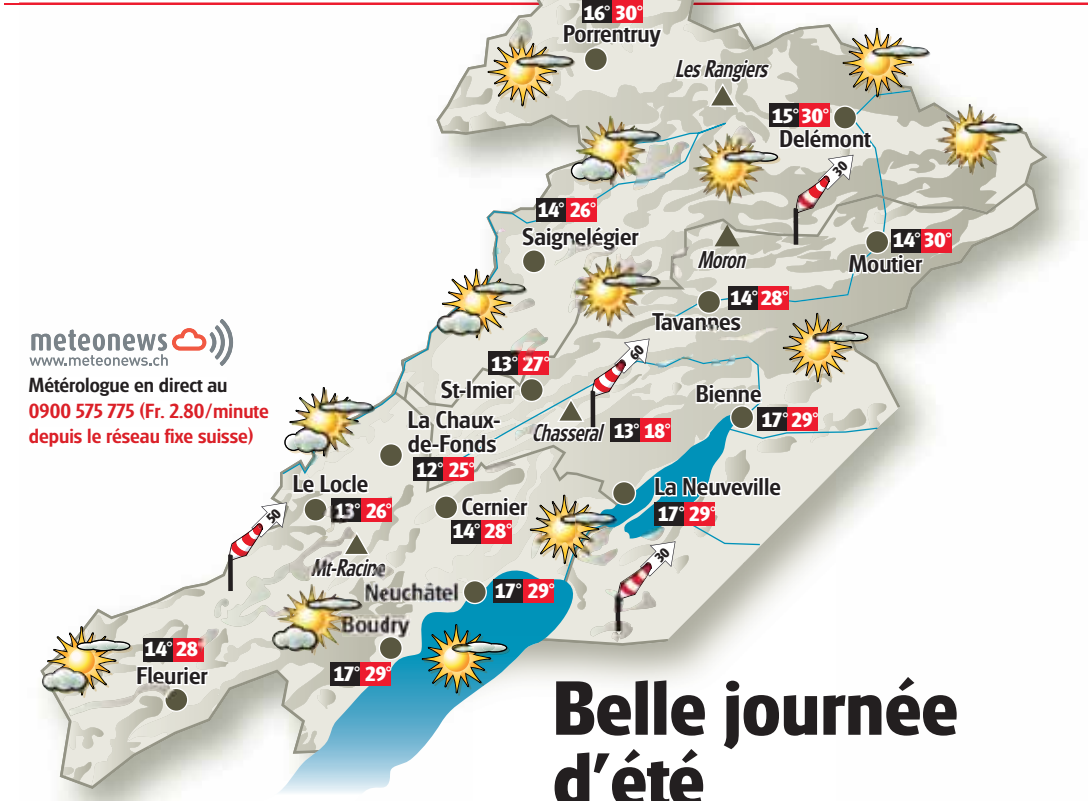 16° 30°
Porrentruy
Les Rangiers
15° 30°
Delémont
30
14° 26°
Saignelégier
Moron
14° 30°
Moutier
14° 28°
Tavannes
meteonews
www.meteonews.ch
Métérologue en direct au
0900 575 775 (Fr. 2.80/minute
depuis le réseau fixe suisse)
13° 27°
St-Imier
60
Chasseral 13° 18°
Bienne
17° 29°
La Chaux-
de-Fonds
12° 25°
Le Locle
13° 26°
Cernier
14° 28°
La Neuveville
17° 29°
50
Mt-Racine
30
Neuchâtel 17° 29°
Boudry
17° 29°
14° 28°
Fleurier
Belle journée
d'été